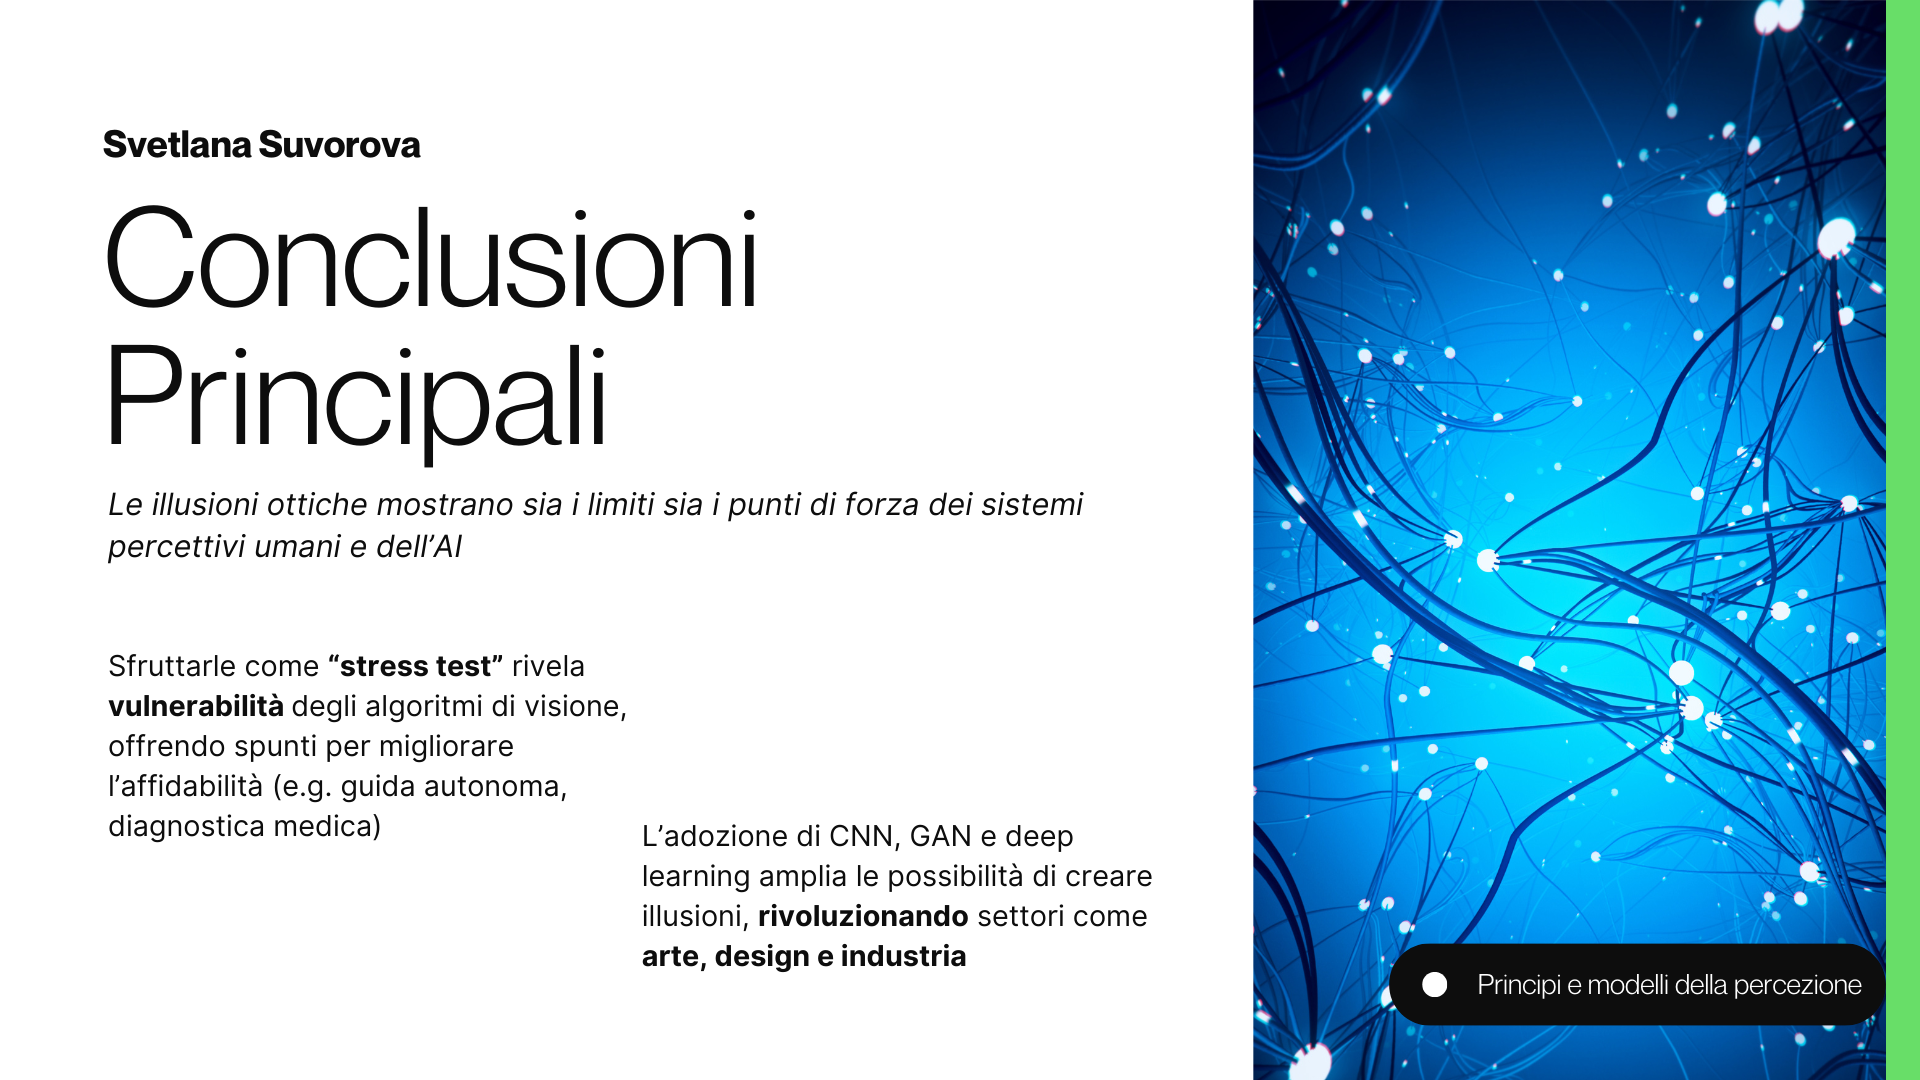 Svetlana Suvorova
Conclusioni
Principali
Le illusioni ottiche mostrano sia i limiti sia i punti di forza dei sistemi
percettivi umani e dell’AI
Sfruttarle come “stress test” rivela
vulnerabilità degli algoritmi di visione,
offrendo spunti per migliorare
l’affidabilità (e.g. guida autonoma,
diagnostica medica)
L’adozione di CNN, GAN e deep
learning amplia le possibilità di creare
illusioni, rivoluzionando settori come
arte, design e industria
Principi e modelli della percezione